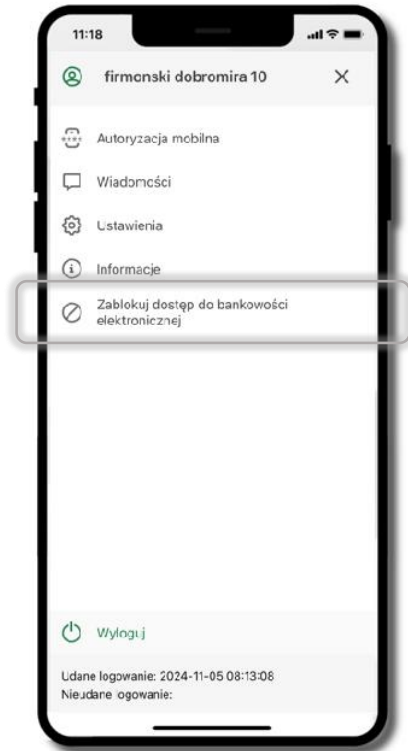 11:18
firmonski dobromira 10
Autoryzacja mobilna
Wiadomości
Ustawienia
Informacje
Zablokuj dostęp do bankowości
elektronicznej
Wyloguj
Udane logowanie: 2024-11-05 08:13:08
Nieudane logowanie: